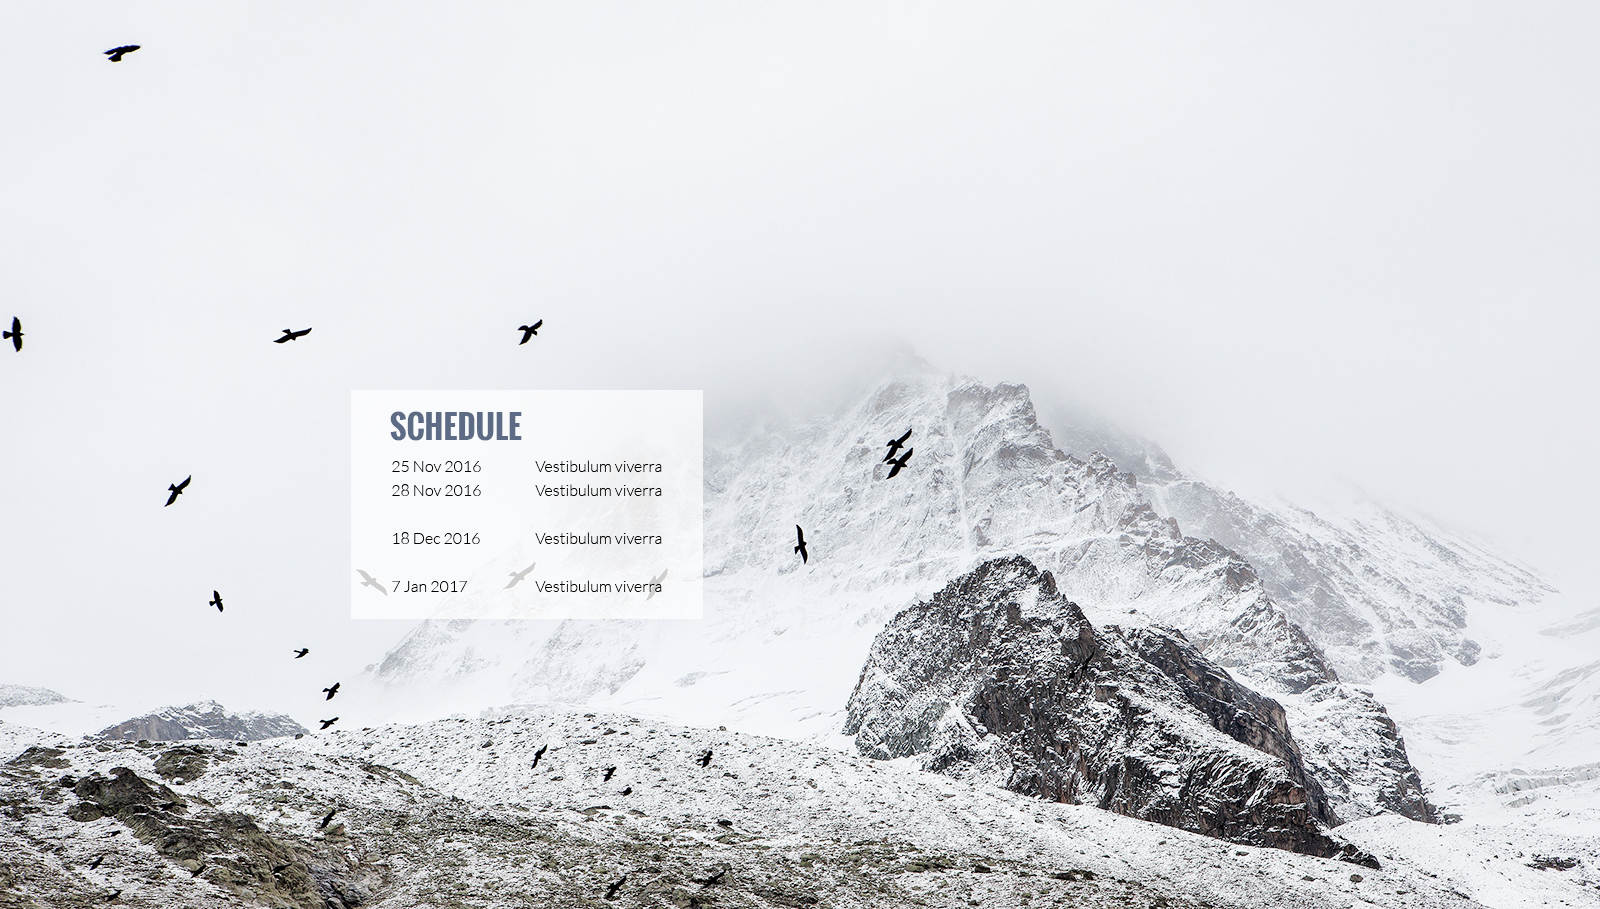 SCHEDULE
25 Nov 2016 Vestibulum viverra
28 Nov 2016 Vestibulum viverra
18 Dec 2016 Vestibulum viverra
7 Jan 2017 Vestibulum viverra